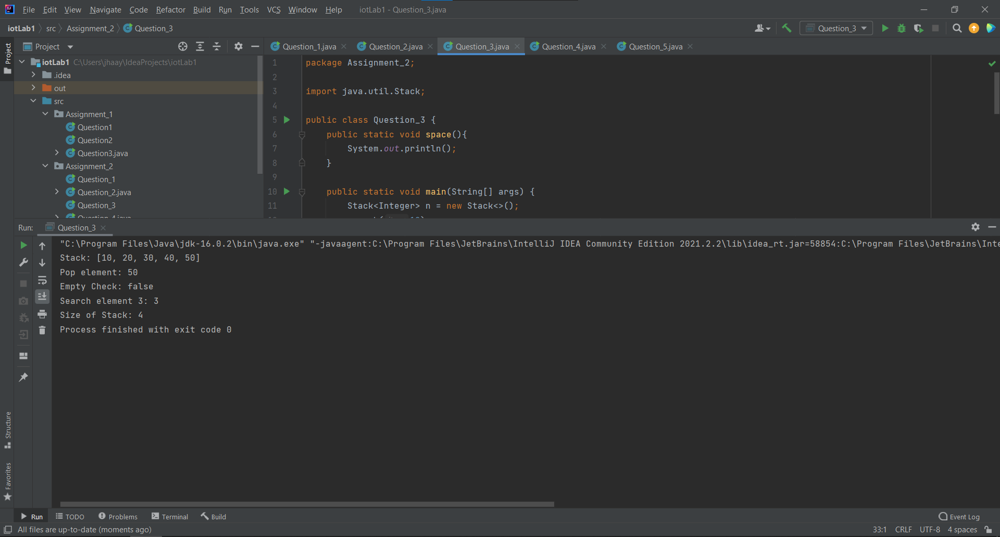 File Edit View Navigate Code Refactor Build Run Tools VCS Window Help iotLab1 - Question_3.java
iotLab1 src Assignment_2 Question_3 Question_3
Project
Project
Question_1.java Question_2.java Question_3.java Question_4.java Question_5.java
iotLab1 C:\Users\jhaay\IdeaProjects\iotLab1
.idea
out
src
Assignment_1
Question1
Question2
Question3.java
Assignment_2
Question_1
Question_2.java
Question_3
Question_4.java
1 package Assignment_2;
2
3 import java.util.Stack;
4
5 public class Question_3 {
6 public static void space(){
7 System.out.println();
8 }
9
10 public static void main(String[] args) {
11 Stack<Integer> n = new Stack<>();
Run: Question_3
"C:\Program Files\Java\jdk-16.0.2\bin\java.exe" "-javaagent:C:\Program Files\JetBrains\IntelliJ IDEA Community Edition 2021.2.2\lib\idea_rt.jar=58854:C:\Program Files\JetBrains\Inte
Stack: [10, 20, 30, 40, 50]
Pop element: 50
Empty Check: false
Search element 3: 3
Size of Stack: 4
Process finished with exit code 0
Structure
Favorites
Run TODO Problems Terminal Build Event Log
All files are up-to-date (moments ago) 33:1 CRLF UTF-8 4 spaces